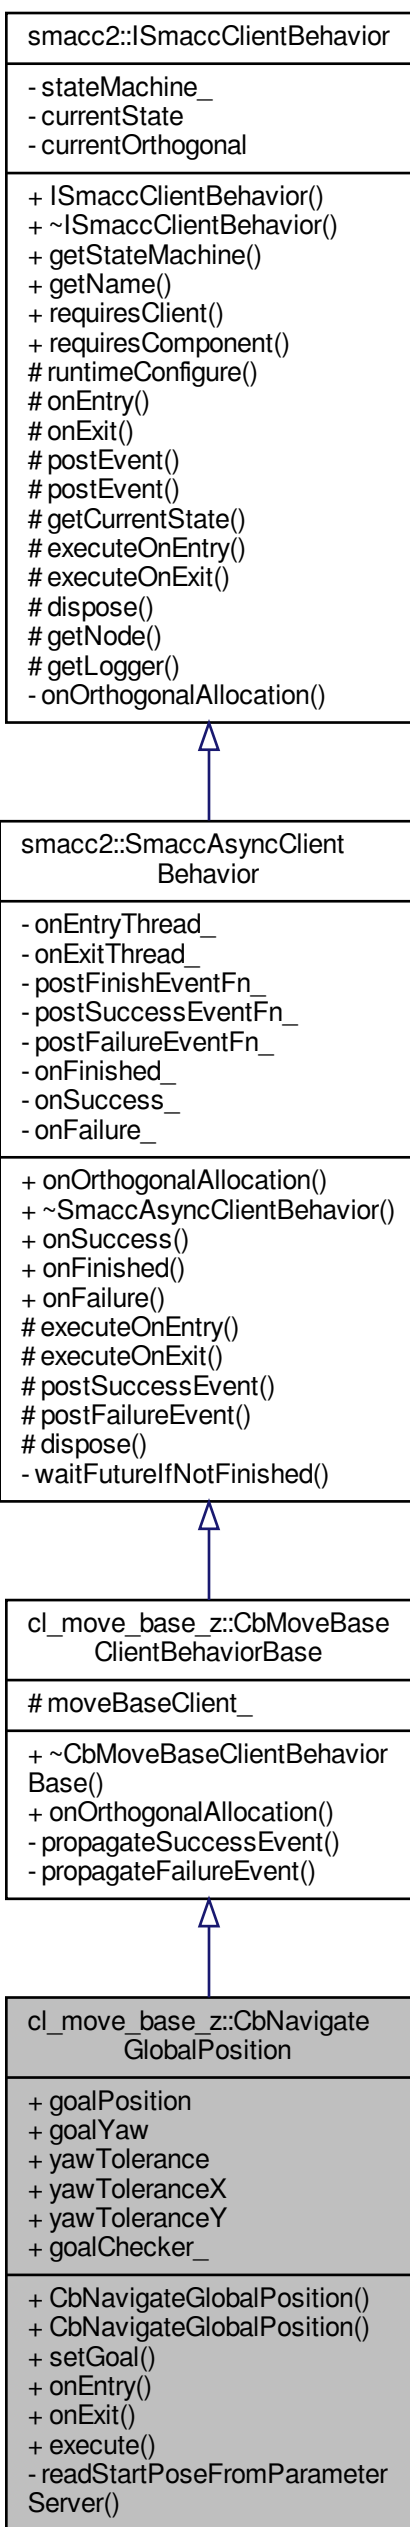 smacc2::ISmaccClientBehavior
- stateMachine_
- currentState
- currentOrthogonal
+ ISmaccClientBehavior()
+ ~ISmaccClientBehavior()
+ getStateMachine()
+ getName()
+ requiresClient()
+ requiresComponent()
# runtimeConfigure()
# onEntry()
# onExit()
# postEvent()
# postEvent()
# getCurrentState()
# executeOnEntry()
# executeOnExit()
# dispose()
# getNode()
# getLogger()
- onOrthogonalAllocation()
smacc2::SmaccAsyncClient
Behavior
- onEntryThread_
- onExitThread_
- postFinishEventFn_
- postSuccessEventFn_
- postFailureEventFn_
- onFinished_
- onSuccess_
- onFailure_
+ onOrthogonalAllocation()
+ ~SmaccAsyncClientBehavior()
+ onSuccess()
+ onFinished()
+ onFailure()
# executeOnEntry()
# executeOnExit()
# postSuccessEvent()
# postFailureEvent()
# dispose()
- waitFutureIfNotFinished()
cl_move_base_z::CbMoveBase
ClientBehaviorBase
# moveBaseClient_
+ ~CbMoveBaseClientBehavior
Base()
+ onOrthogonalAllocation()
- propagateSuccessEvent()
- propagateFailureEvent()
cl_move_base_z::CbNavigate
GlobalPosition
+ goalPosition
+ goalYaw
+ yawTolerance
+ yawToleranceX
+ yawToleranceY
+ goalChecker_
+ CbNavigateGlobalPosition()
+ CbNavigateGlobalPosition()
+ setGoal()
+ onEntry()
+ onExit()
+ execute()
- readStartPoseFromParameter
Server()